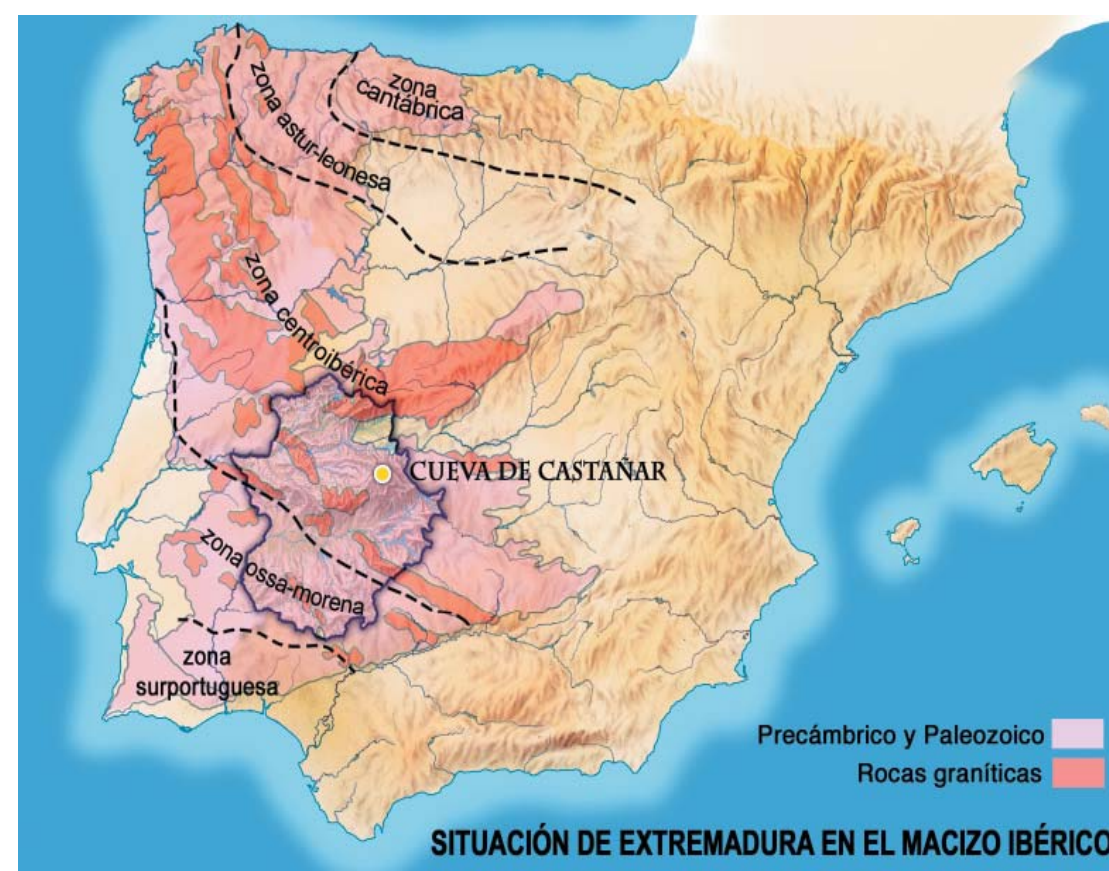 zona
cantábrica
zona astur-leonesa
zona centroibérica
CUEVA DE CASTAÑAR
zona ossa-morena
zona
surportuguesa
Precámbrico y Paleozoico
Rocas graníticas
SITUACIÓN DE EXTREMADURA EN EL MACIZO IBÉRICO